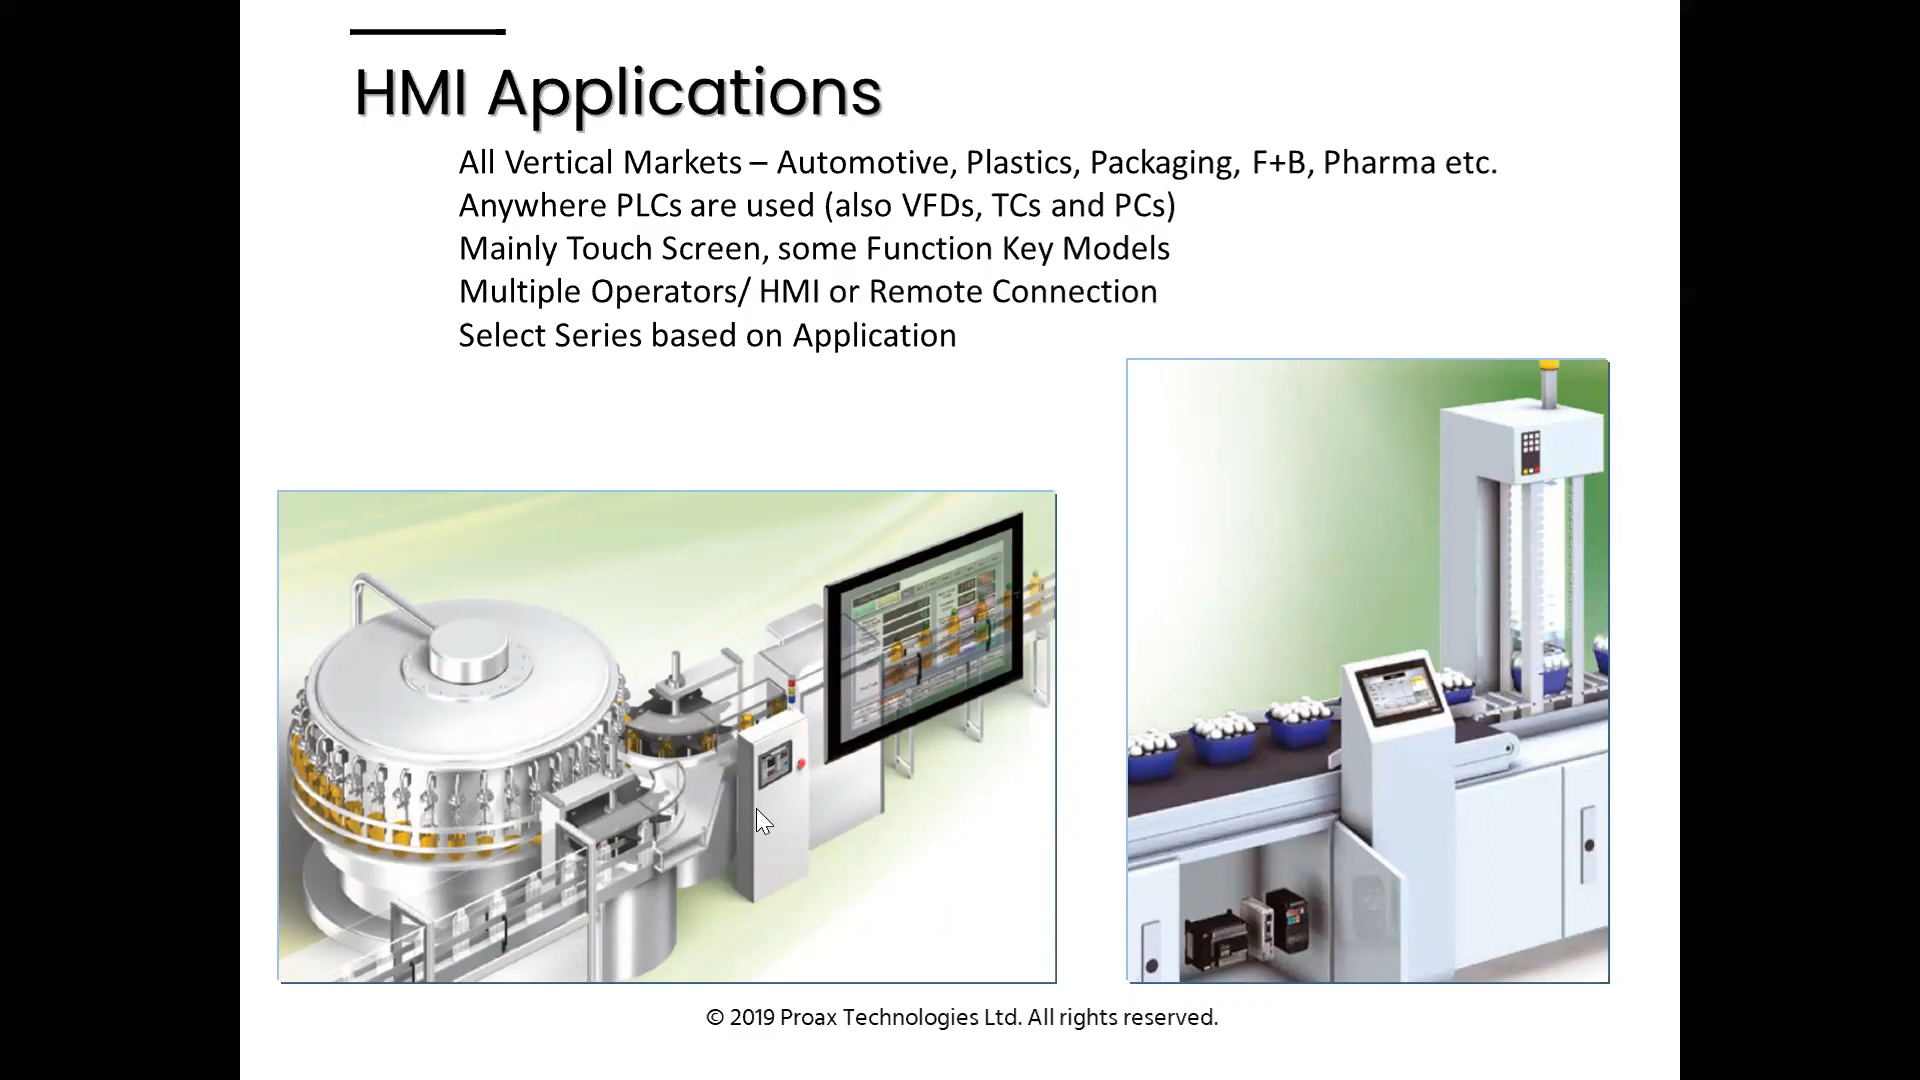 HMI Applications
All Vertical Markets – Automotive, Plastics, Packaging, F+B, Pharma etc.
Anywhere PLCs are used (also VFDs, TCs and PCs)
Mainly Touch Screen, some Function Key Models
Multiple Operators/ HMI or Remote Connection
Select Series based on Application
© 2019 Proax Technologies Ltd. All rights reserved.